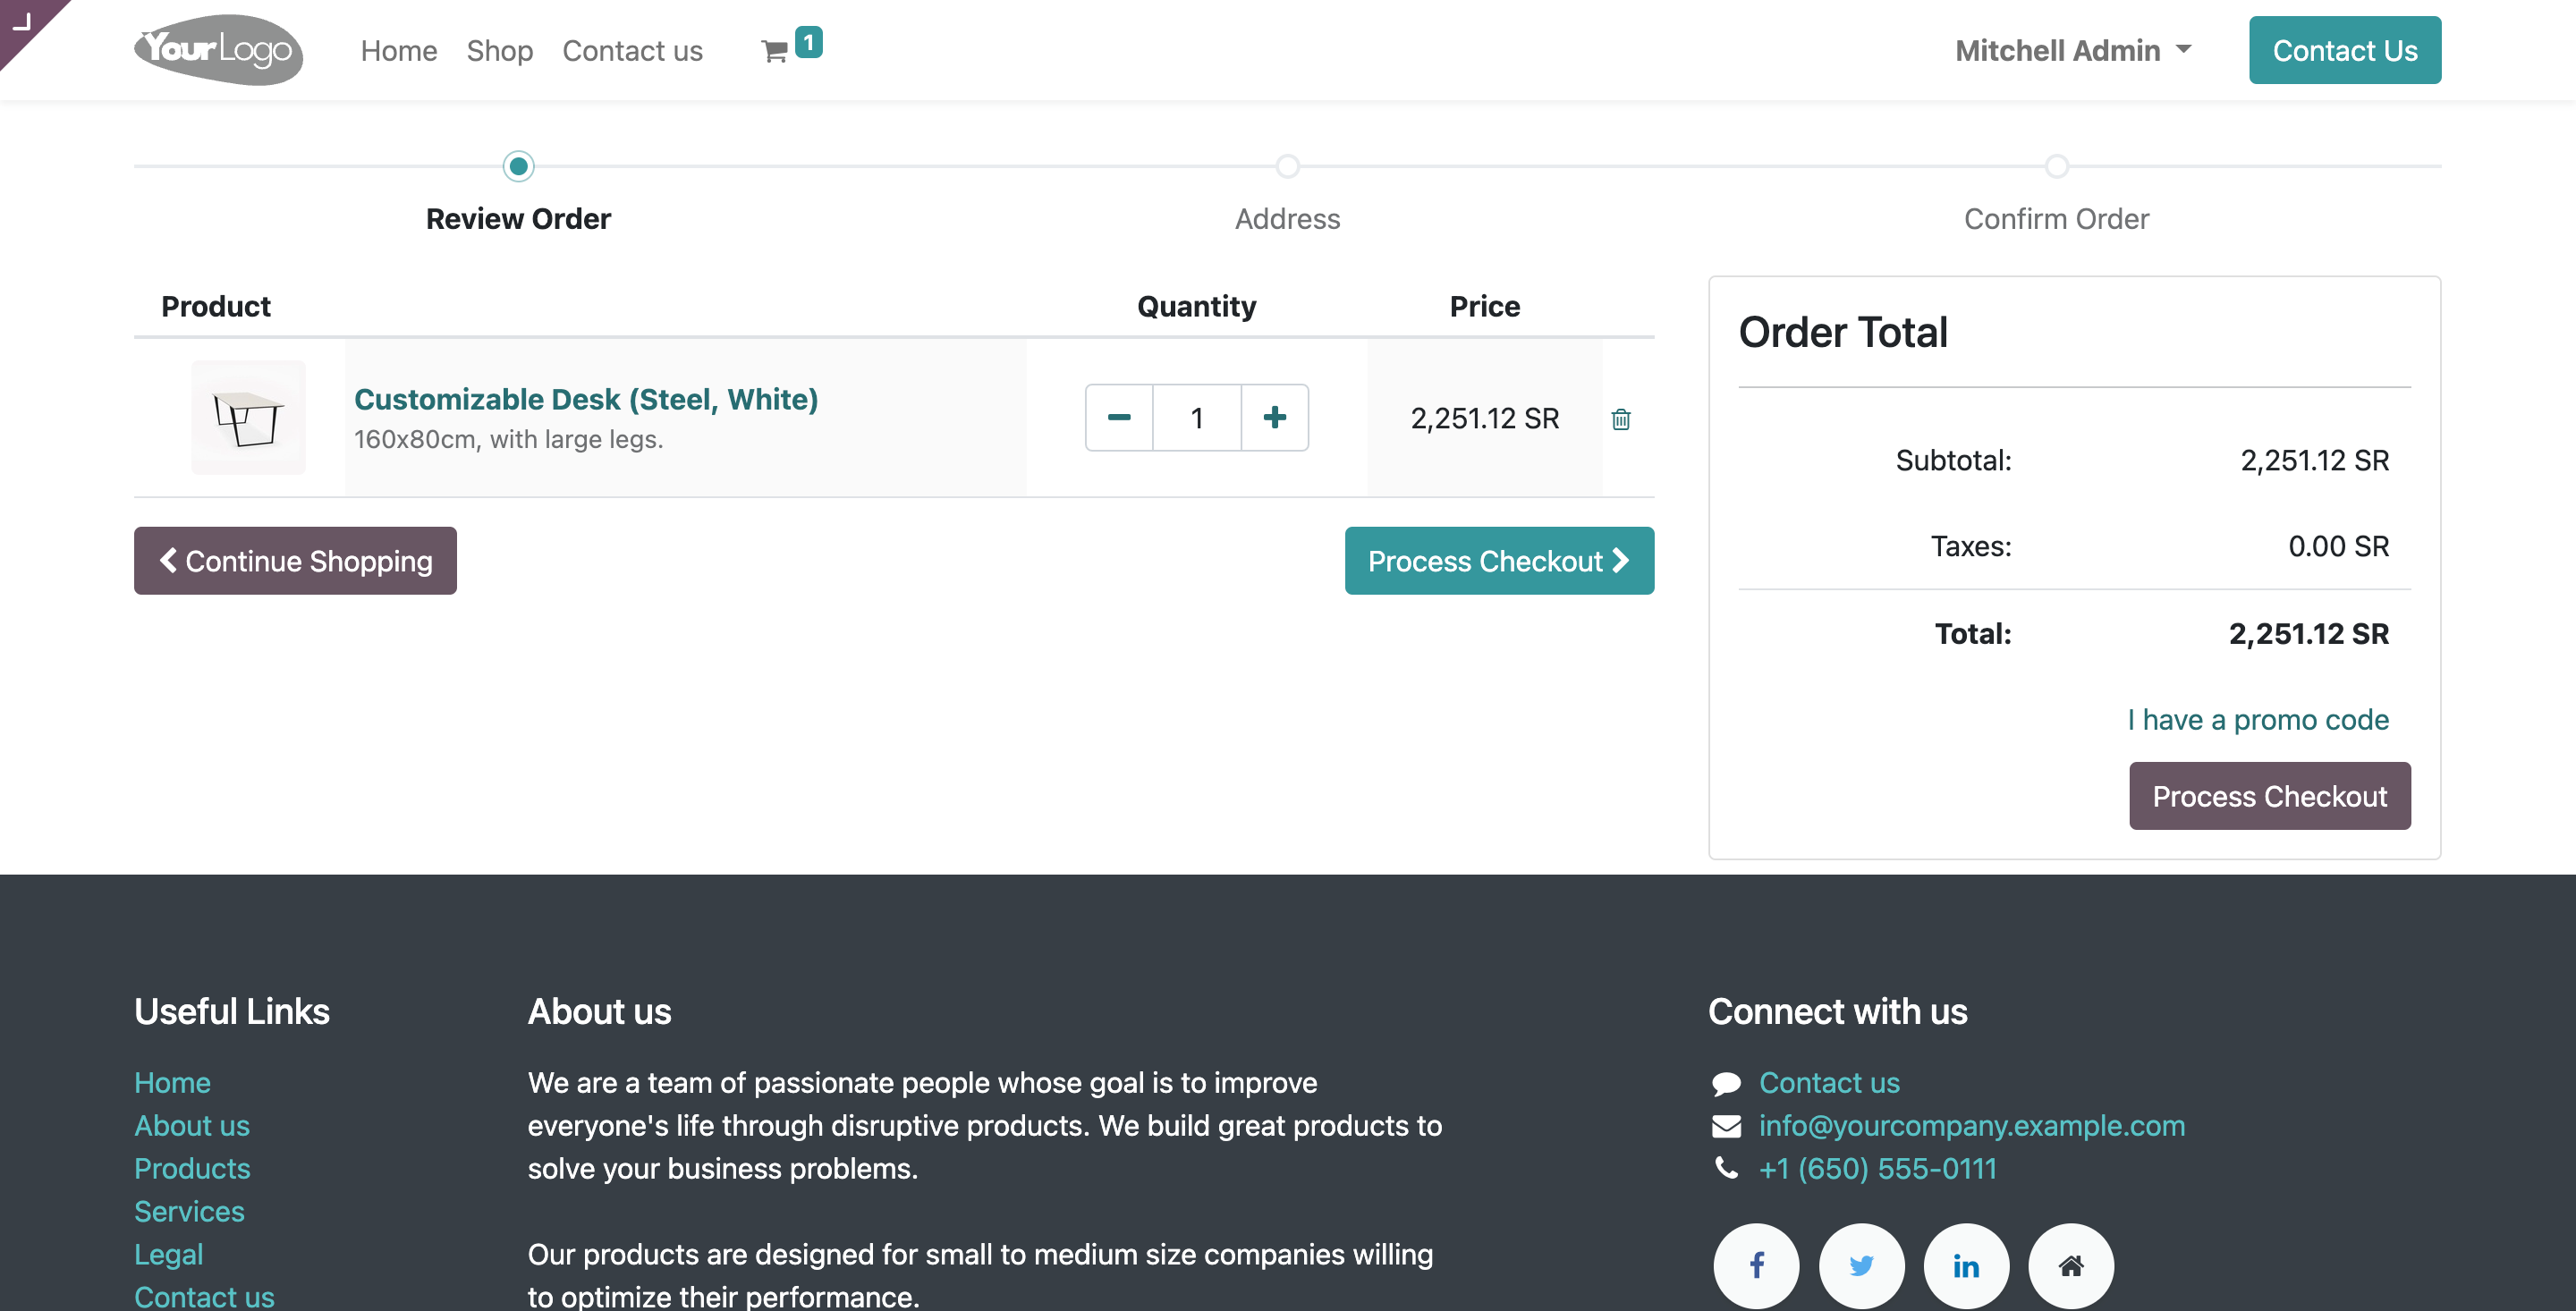 YourLogo
Home Shop Contact us 1 Mitchell Admin Contact Us
Review Order Address Confirm Order
Product Quantity Price
Customizable Desk (Steel, White)
160x80cm, with large legs.
1
2,251.12 SR
Continue Shopping
Process Checkout
Order Total
Subtotal: 2,251.12 SR
Taxes: 0.00 SR
Total: 2,251.12 SR
I have a promo code
Process Checkout
Useful Links
Home
About us
Products
Services
Legal
Contact us
About us
We are a team of passionate people whose goal is to improve
everyone's life through disruptive products. We build great products to
solve your business problems.
Our products are designed for small to medium size companies willing
to optimize their performance.
Connect with us
Contact us
info@yourcompany.example.com
+1 (650) 555-0111